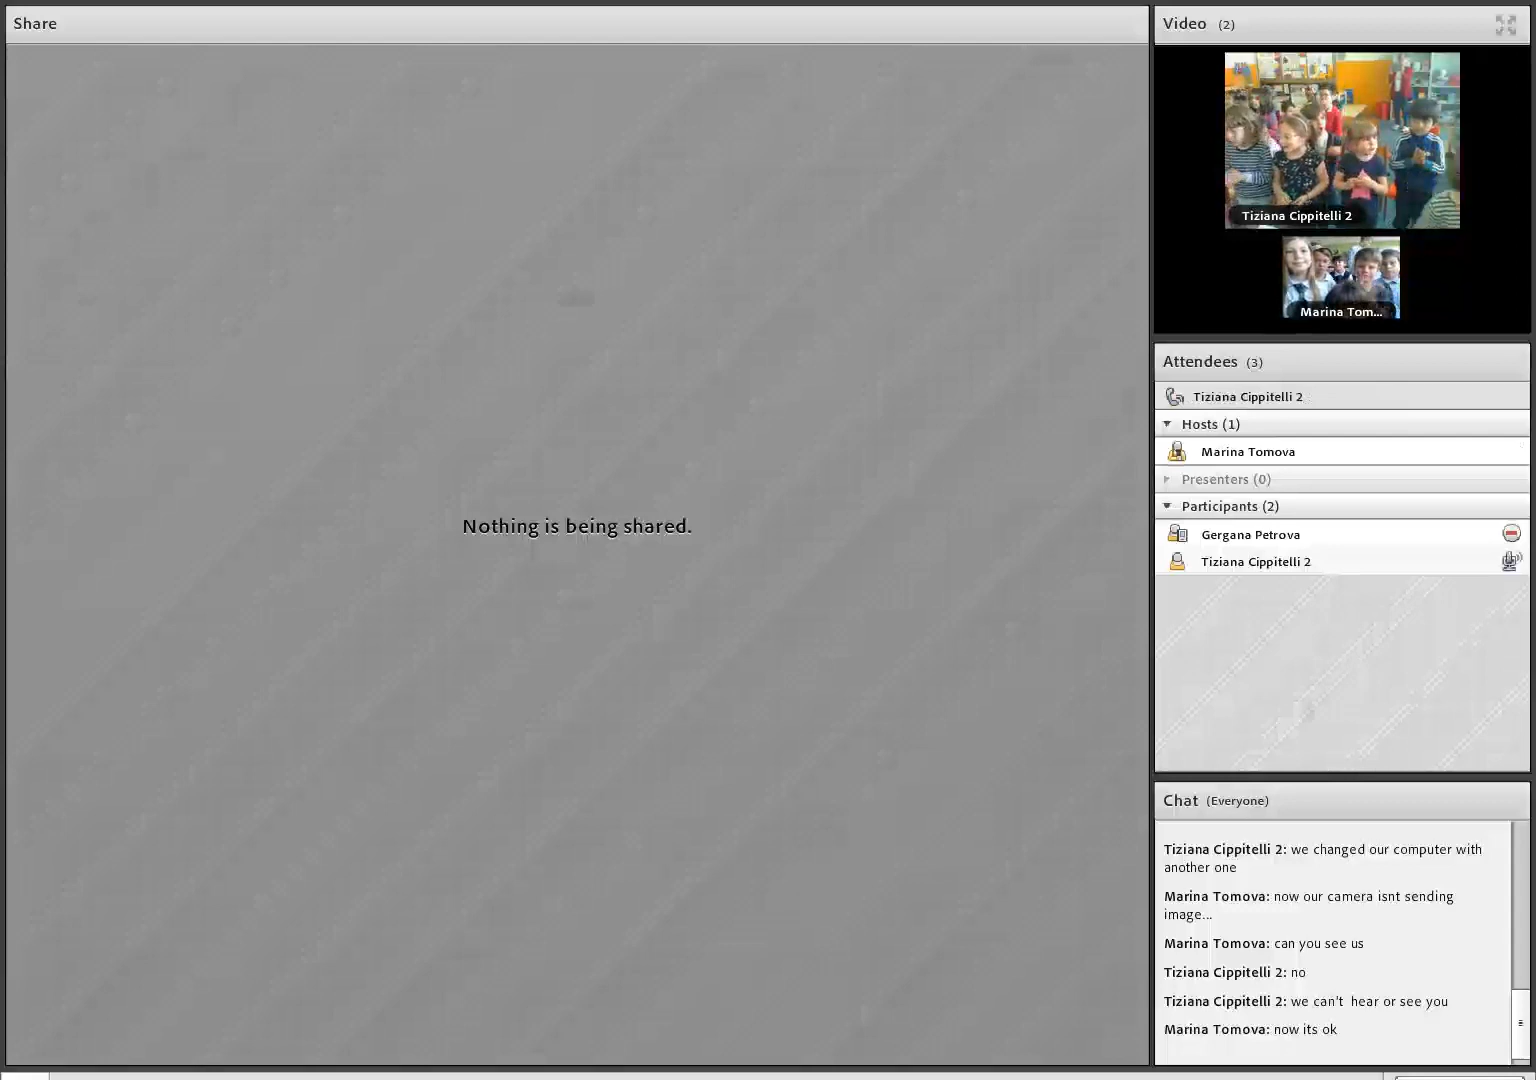 Share
Nothing is being shared.
Video (2)
Tiziana Cippitelli 2
Marina Tom...
Attendees (3)
Tiziana Cippitelli 2
Hosts (1)
Marina Tomova
Presenters (0)
Participants (2)
Gergana Petrova
Tiziana Cippitelli 2
Chat (Everyone)
Tiziana Cippitelli 2: we changed our computer with
another one
Marina Tomova: now our camera isnt sending
image...
Marina Tomova: can you see us
Tiziana Cippitelli 2: no
Tiziana Cippitelli 2: we can't hear or see you
Marina Tomova: now its ok